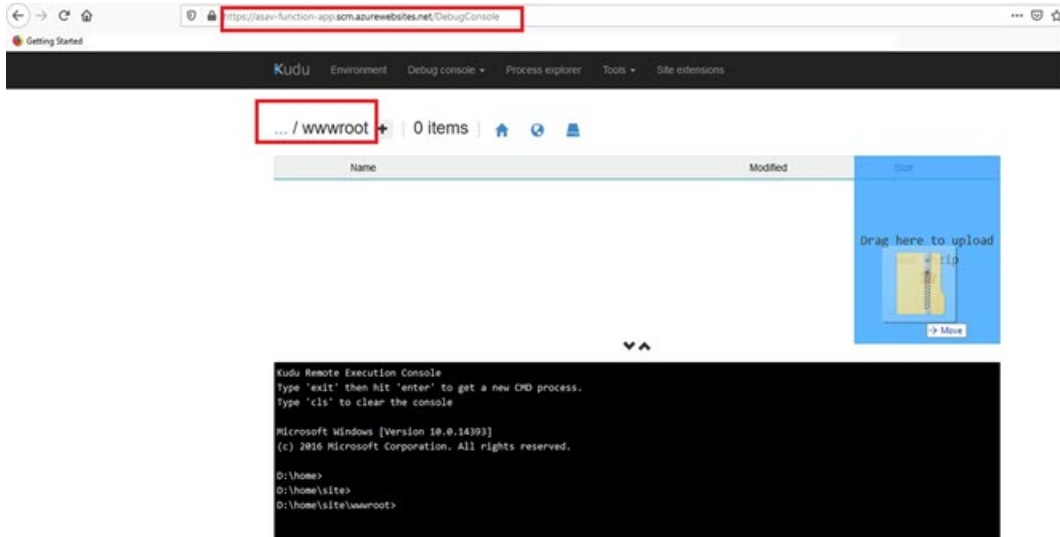 https://asav-function-app.scm.azurewebsites.net/DebugConsole
Getting Started
Kudu Environment Debug console Process explorer Tools Site extensions
... / wwwroot + | 0 items
Name Modified Size
Drag here to upload
zip
Move
Kudu Remote Execution Console
Type 'exit' then hit 'enter' to get a new CMD process.
Type 'cls' to clear the console
Microsoft Windows [Version 10.0.14393]
(c) 2016 Microsoft Corporation. All rights reserved.
D:\home>
D:\home\site>
D:\home\site\wwwroot>